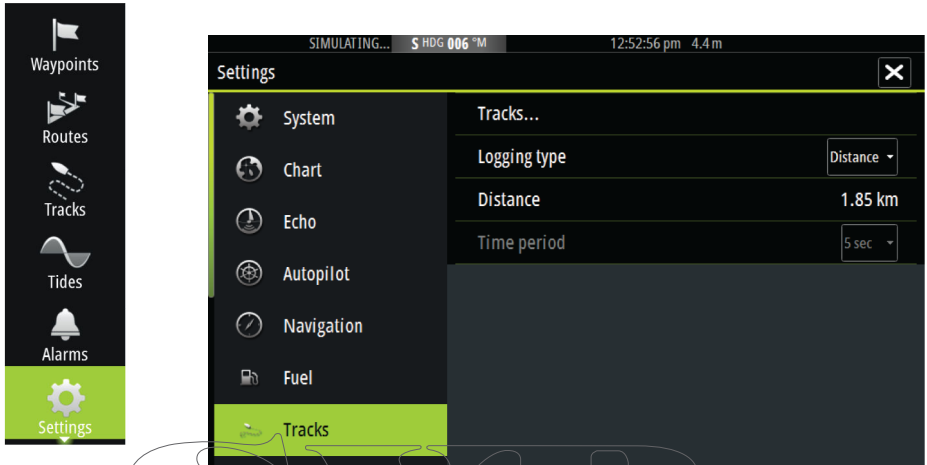 Waypoints
Routes
Tracks
Tides
Alarms
Settings
SIMULATING... S HDG 006 °M 12:52:56 pm 4.4 m
Settings
System
Chart
Echo
Autopilot
Navigation
Fuel
Tracks
Tracks...
Logging type Distance
Distance 1.85 km
Time period 5 sec